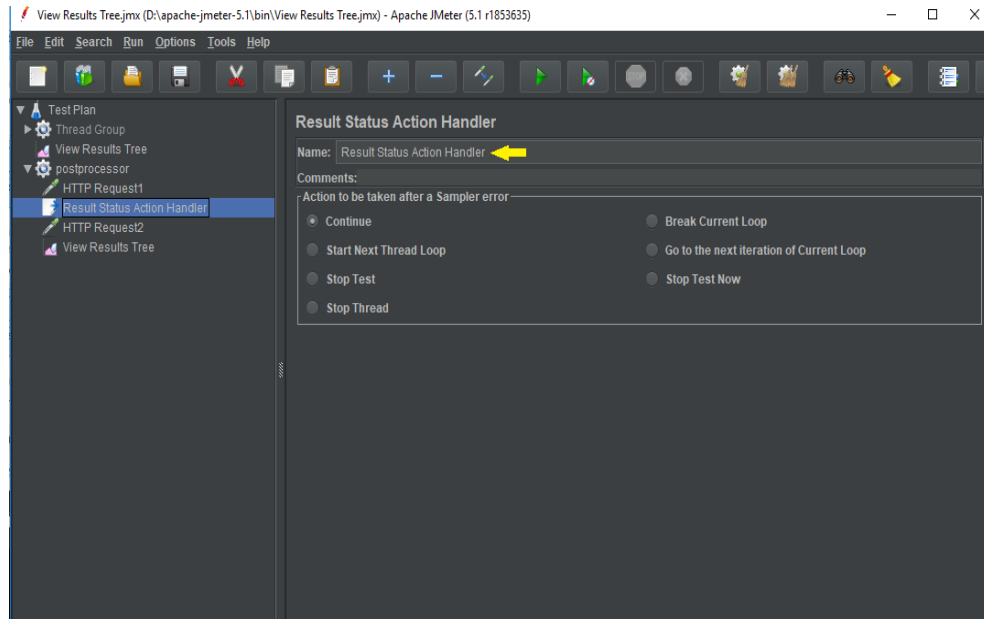 View Results Tree.jmx (D:\apache-jmeter-5.1\bin\View Results Tree.jmx) - Apache JMeter (5.1 r1853635)
File Edit Search Run Options Tools Help
STOP
Test Plan
Thread Group
View Results Tree
postprocessor
HTTP Request1
Result Status Action Handler
HTTP Request2
View Results Tree
Result Status Action Handler
Name: Result Status Action Handler
Comments:
Action to be taken after a Sampler error
Continue
Break Current Loop
Start Next Thread Loop
Go to the next iteration of Current Loop
Stop Test
Stop Test Now
Stop Thread